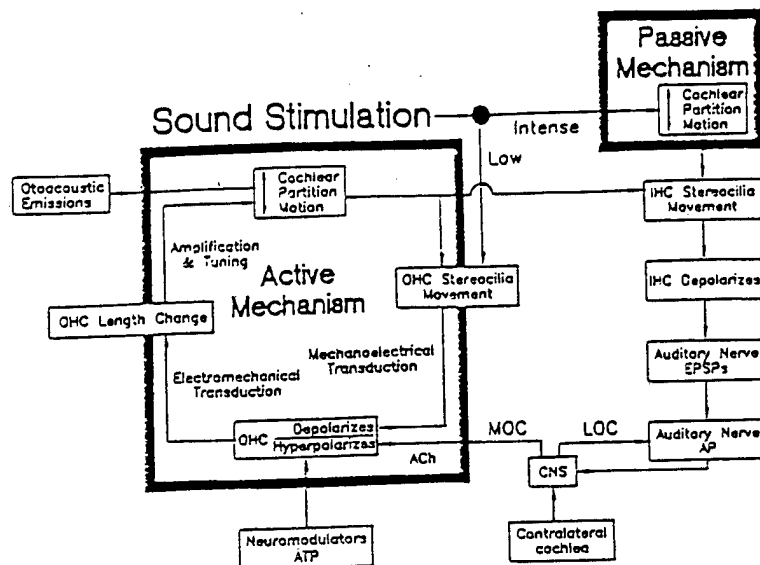 Passive
Mechanism
Cochlear
Partition
Motion
Sound Stimulation
Intense
Low
Cochlear
Partition
Motion
Otoacoustic
Emissions
IHC Stereocilia
Movement
Amplification
& Tuning
Active
Mechanism
OHC Stereocilia
Movement
IHC Depolarizes
OHC Length Change
Mechanoelectrical
Transduction
Electromechanical
Transduction
Auditory Nerve
EPSPs
OHC
Depolarizes
Hyperpolarizes
MOC
LOC
Auditory Nerve
AP
ACh
CNS
Neuromodulators
ATP
Contralateral
cochlea